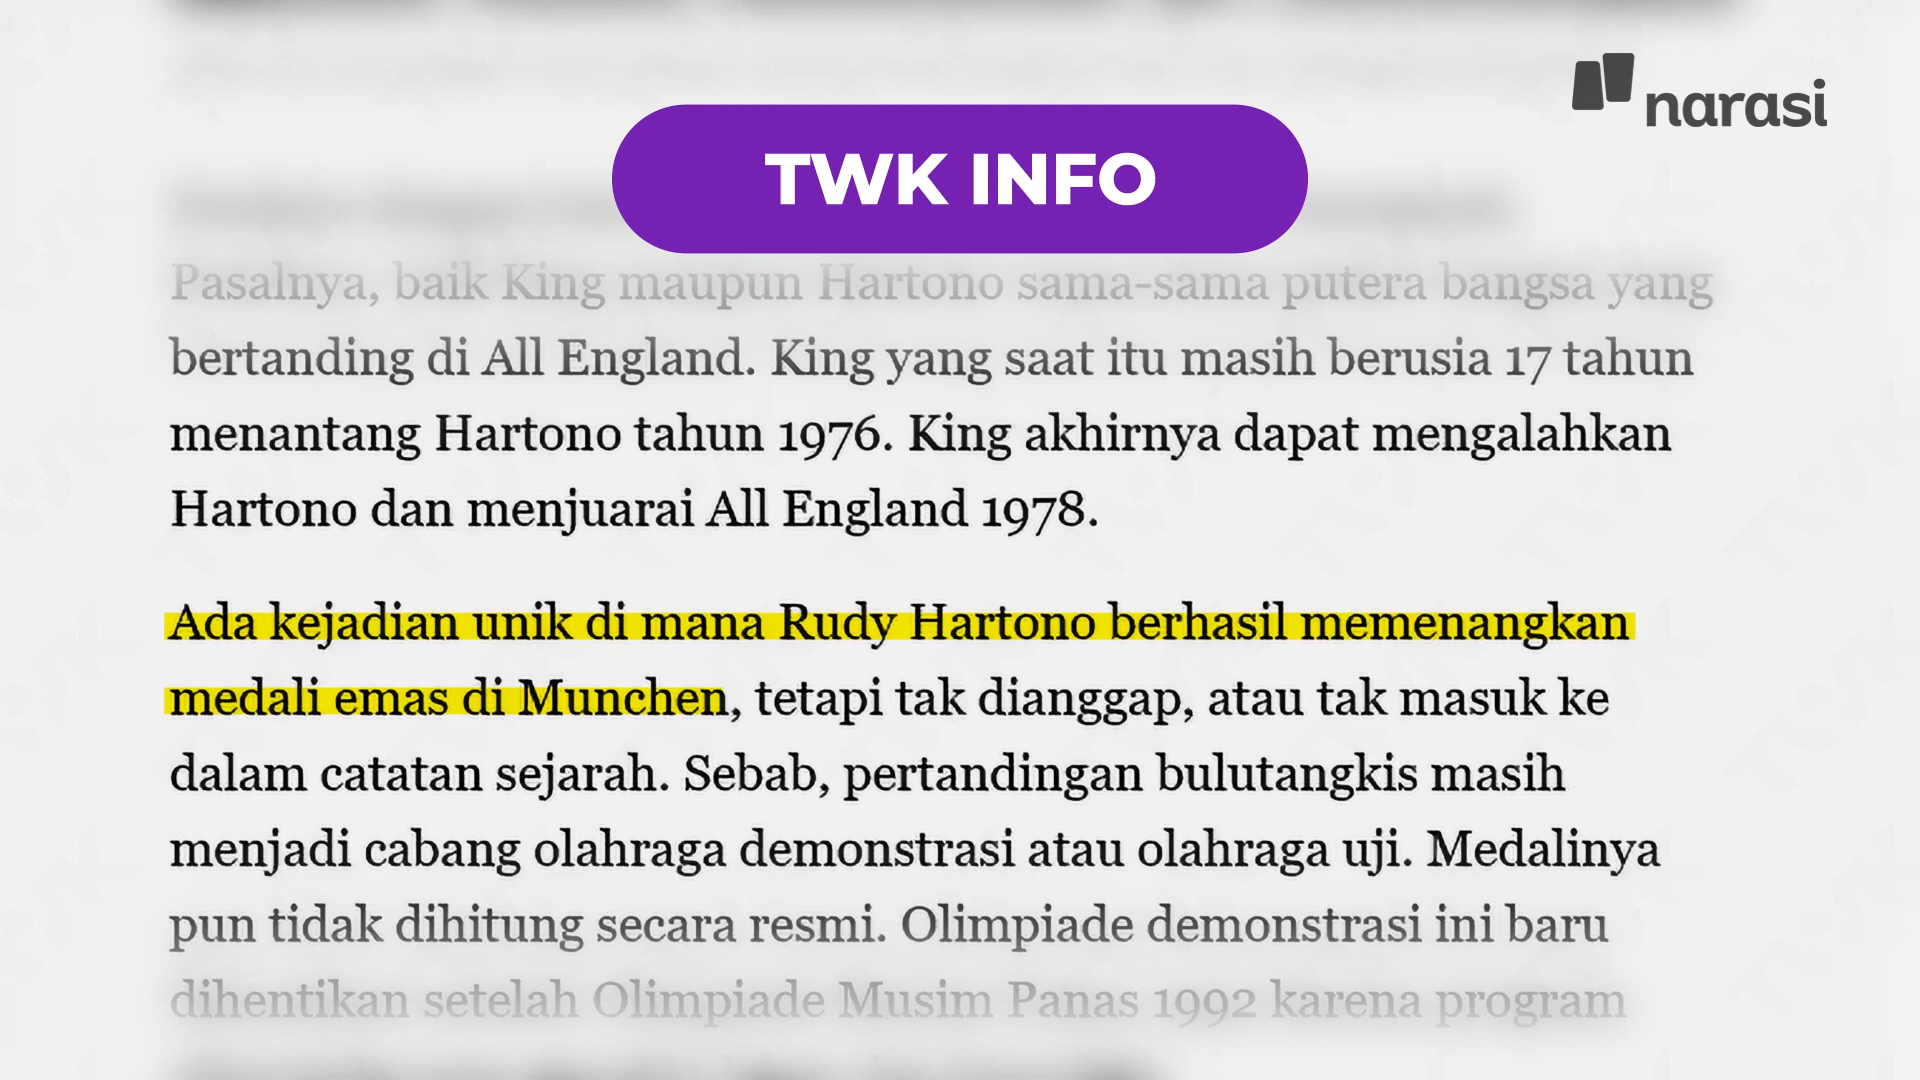 narasi
TWK INFO
Pasalnya, baik King maupun Hartono sama-sama putera bangsa yang
bertanding di All England. King yang saat itu masih berusia 17 tahun
menantang Hartono tahun 1976. King akhirnya dapat mengalahkan
Hartono dan menjuarai All England 1978.
Ada kejadian unik di mana Rudy Hartono berhasil memenangkan
medali emas di Munchen, tetapi tak dianggap, atau tak masuk ke
dalam catatan sejarah. Sebab, pertandingan bulutangkis masih
menjadi cabang olahraga demonstrasi atau olahraga uji. Medalinya
pun tidak dihitung secara resmi. Olimpiade demonstrasi ini baru
dihentikan setelah Olimpiade Musim Panas 1992 karena program